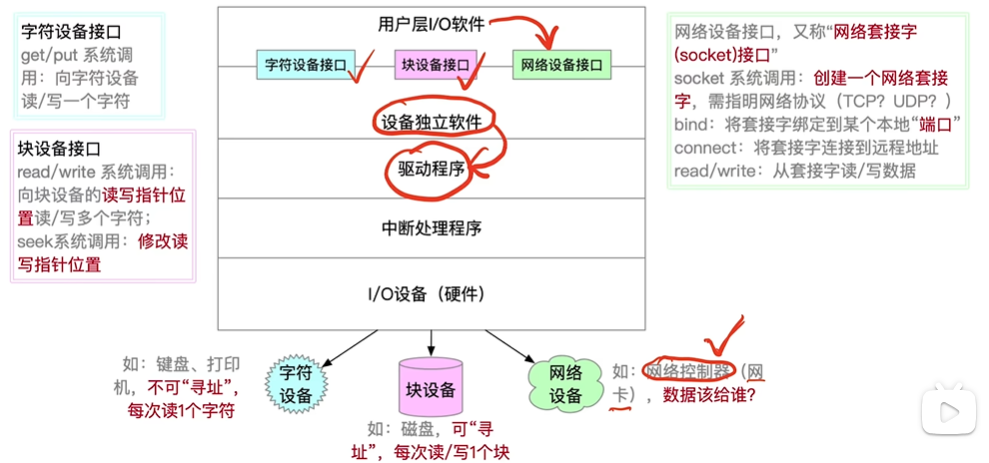 字符设备接口
get/put 系统调
用：向字符设备
读/写一个字符
块设备接口
read/write 系统调用：
向块设备的读写指针位
置读/写多个字符；
seek系统调用：修改读
写指针位置
用户层I/O软件
字符设备接口
块设备接口
网络设备接口
设备独立软件
驱动程序
中断处理程序
I/O设备（硬件）
网络设备接口，又称“网络套接字
(socket)接口”
socket 系统调用：创建一个网络套接
字，需指明网络协议（TCP？UDP？）
bind：将套接字绑定到某个本地“端口”
connect：将套接字连接到远程地址
read/write：从套接字读/写数据
如：键盘、打印
机，不可“寻址”，
每次读1个字符
字符
设备
块设备
如：磁盘，可“寻
址”，每次读/写1个块
网络
设备
如：网络控制器（网
卡），数据该给谁？